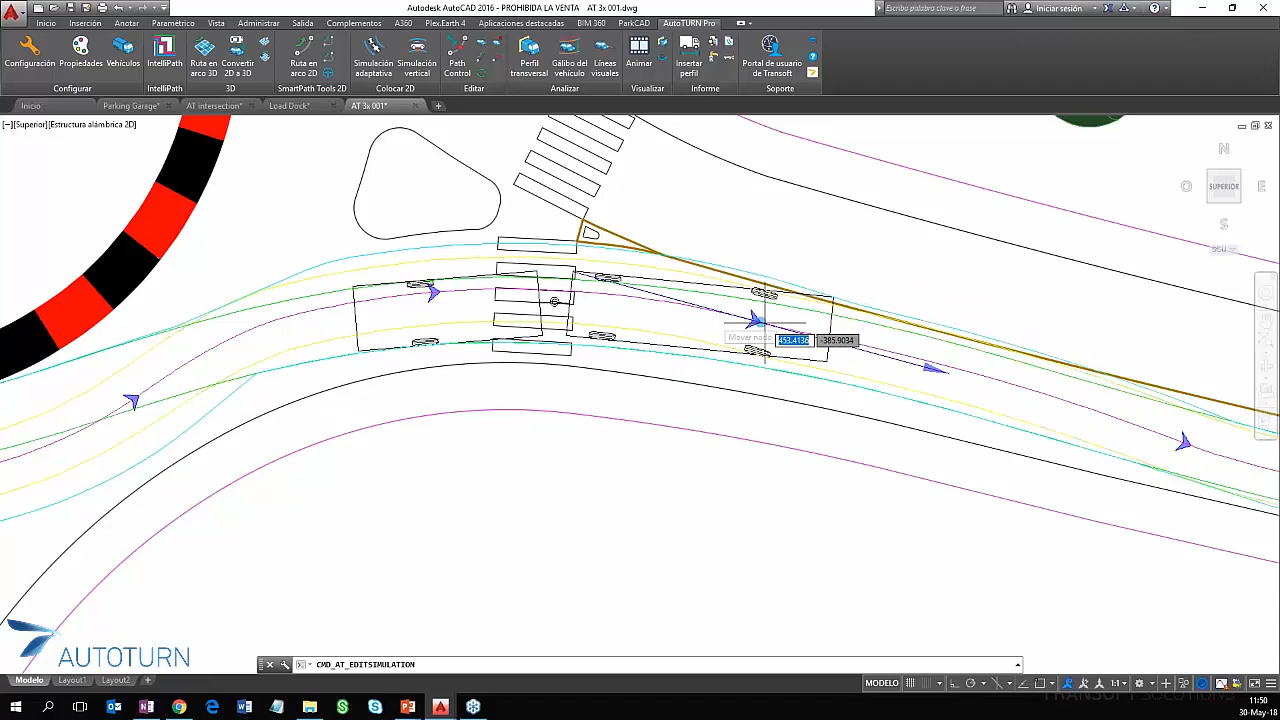 Autodesk AutoCAD 2016 - PROHIBIDA LA VENTA AT 3x 001.dwg
Escriba palabra clave o frase
Iniciar sesión
Inicio Inserción Anotar Paramétrico Vista Administrar Salida Complementos A360 Plex.Earth 4 Aplicaciones destacadas BIM 360 ParkCAD AutoTURN Pro
Configuración Propiedades Vehículos IntelliPath Ruta en arco 3D Convertir 2D a 3D Ruta en arco 2D Simulación adaptativa Simulación vertical Path Control Perfil transversal Gálibo del vehículo Líneas visuales Animar Insertar perfil Portal de usuario de Transoft
Configurar IntelliPath 3D SmartPath Tools Colocar 2D Editar Analizar Visualizar Informe Soporte
Inicio Parking Garage* AT intersection* Load Dock* AT 3x 001*
[−][Superior][Estructura alámbrica 2D]
N
O SUPERIOR E
S
SCU
Mover nodo 453.4136 -385.9034
AUTOTURN
CMD_AT_EDITSIMULATION
Modelo Layout1 Layout2
MODELO 1:1
TRANSOFT SOLUTIONS
11:50
30-May-18